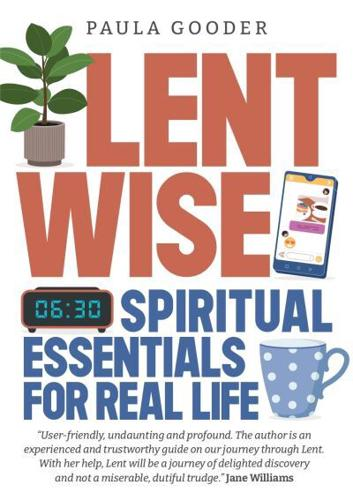 PAULA GOODER
LENT
WISE
06:30
SPIRITUAL
ESSENTIALS
FOR REAL LIFE
“User-friendly, undaunting and profound. The author is an
experienced and trustworthy guide on our journey through Lent.
With her help, Lent will be a journey of delighted discovery
and not a miserable, dutiful trudge.” Jane Williams